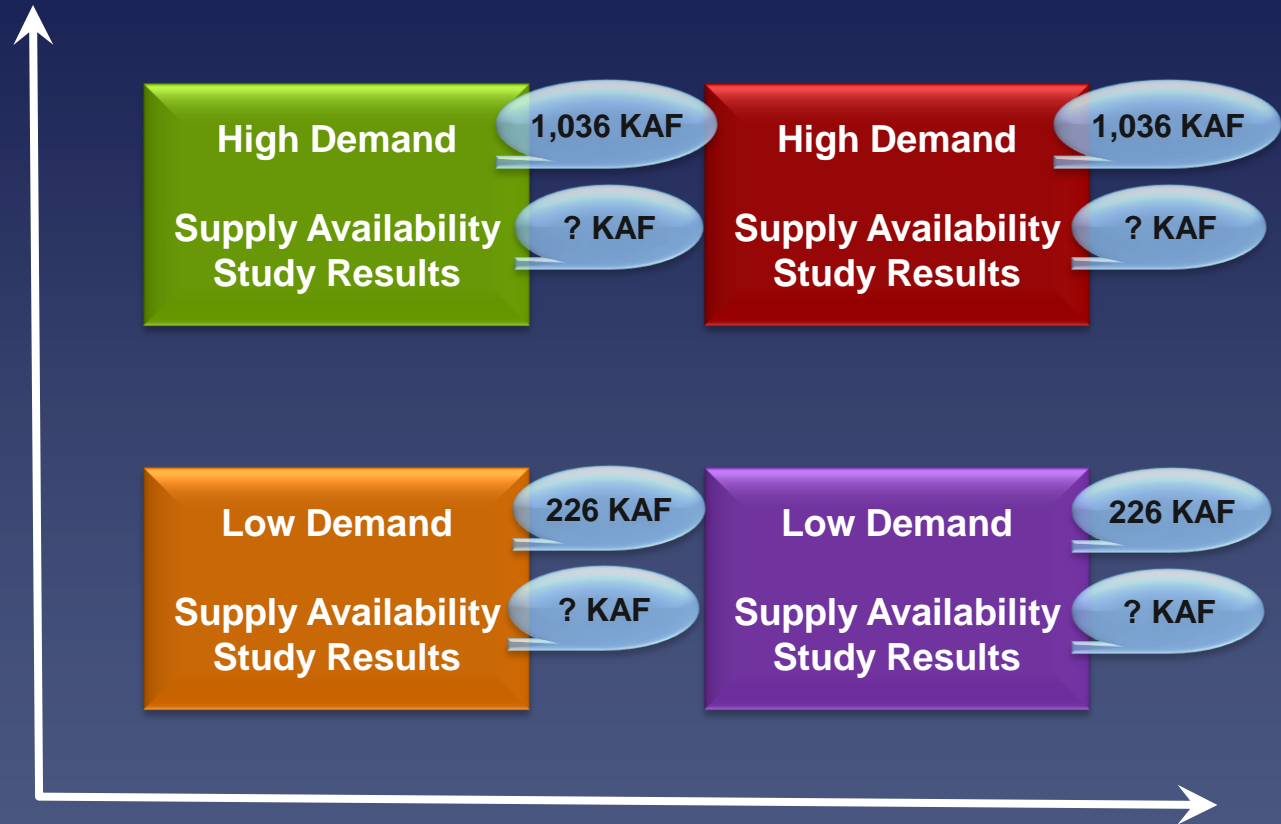 High Demand
1,036 KAF
Supply Availability
Study Results
? KAF
High Demand
1,036 KAF
Supply Availability
Study Results
? KAF
Low Demand
226 KAF
Supply Availability
Study Results
? KAF
Low Demand
226 KAF
Supply Availability
Study Results
? KAF